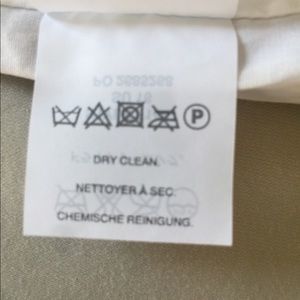 P
DRY CLEAN.
NETTOYER À SEC.
CHEMISCHE REINIGUNG.